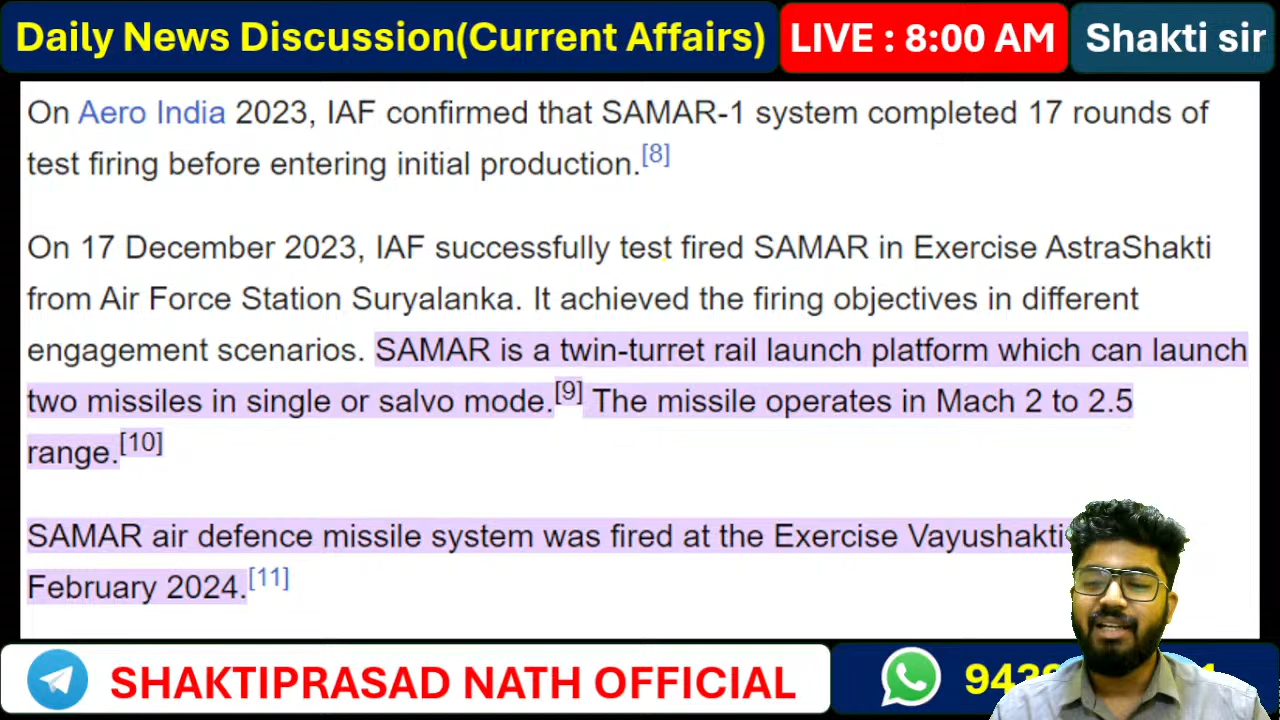 Daily News Discussion(Current Affairs)
LIVE : 8:00 AM
Shakti sir
On Aero India 2023, IAF confirmed that SAMAR-1 system completed 17 rounds of
test firing before entering initial production.[8]
On 17 December 2023, IAF successfully test fired SAMAR in Exercise AstraShakti
from Air Force Station Suryalanka. It achieved the firing objectives in different
engagement scenarios. SAMAR is a twin-turret rail launch platform which can launch
two missiles in single or salvo mode.[9] The missile operates in Mach 2 to 2.5
range.[10]
SAMAR air defence missile system was fired at the Exercise Vayushakti
February 2024.[11]
SHAKTIPRASAD NATH OFFICIAL